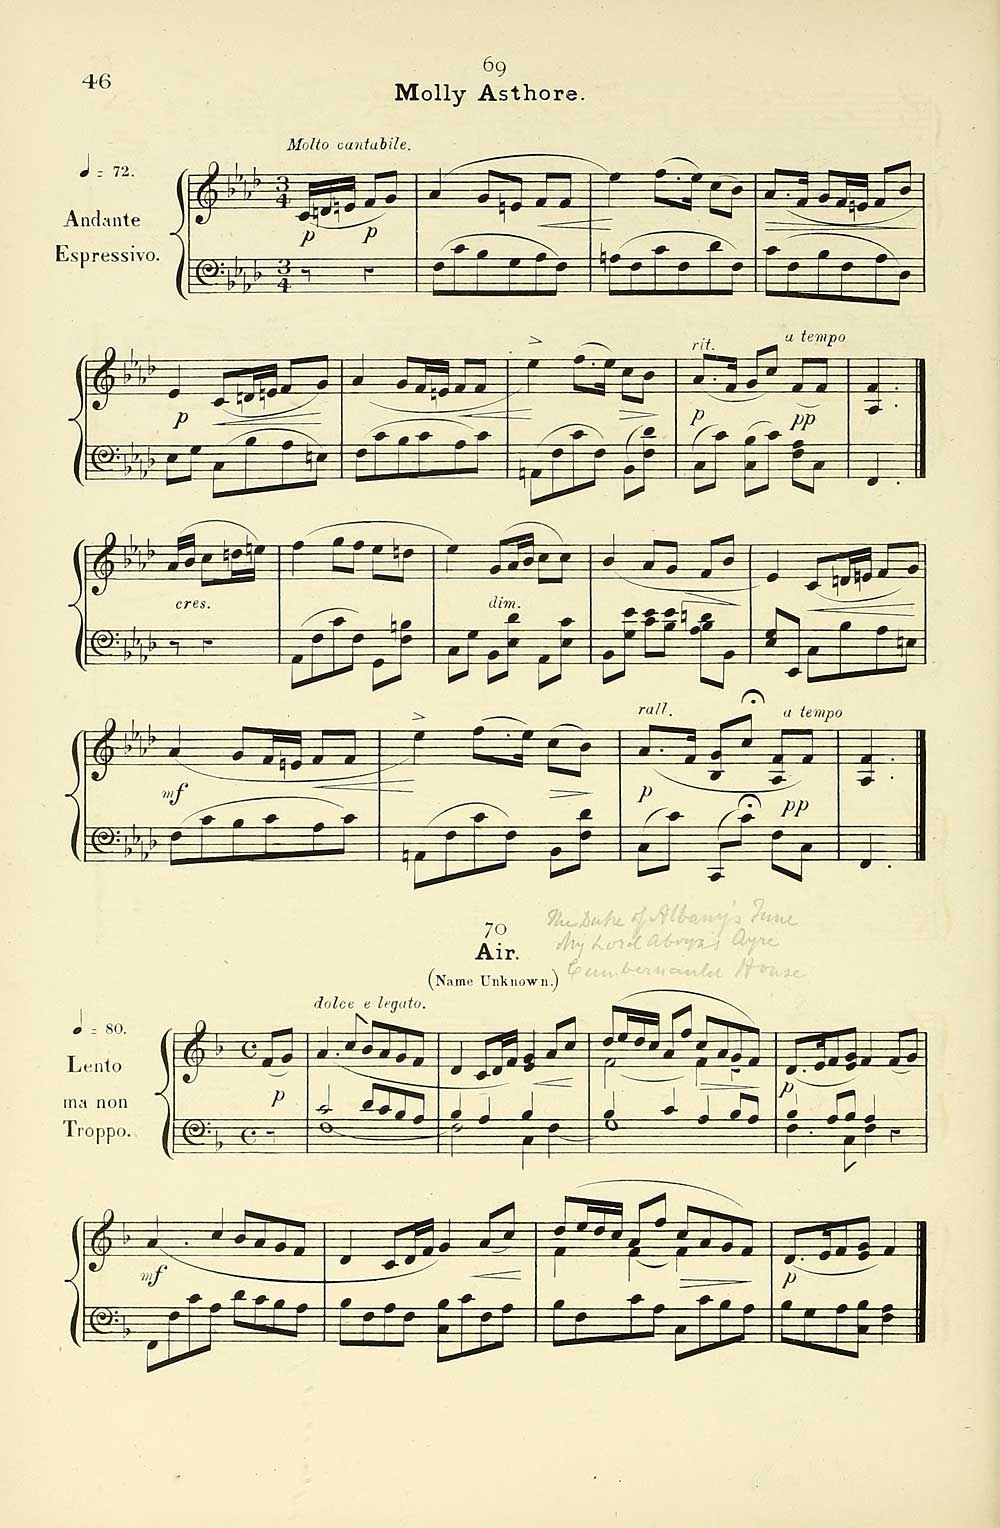 46
69
Molly Asthore.
Molto cantabile.
♩ = 72.
Andante
Espressivo.
p p
a tempo
rit.
p p pp
cres. dim.
rall. a tempo
mf p pp
70
Air.
(Name Unknown.)
The Duke of Albany's Tune
My Lord Aboyn's Ayre
Cumbernauld House
dolce e legato.
♩ = 80.
Lento
ma non
Troppo.
p p
mf p